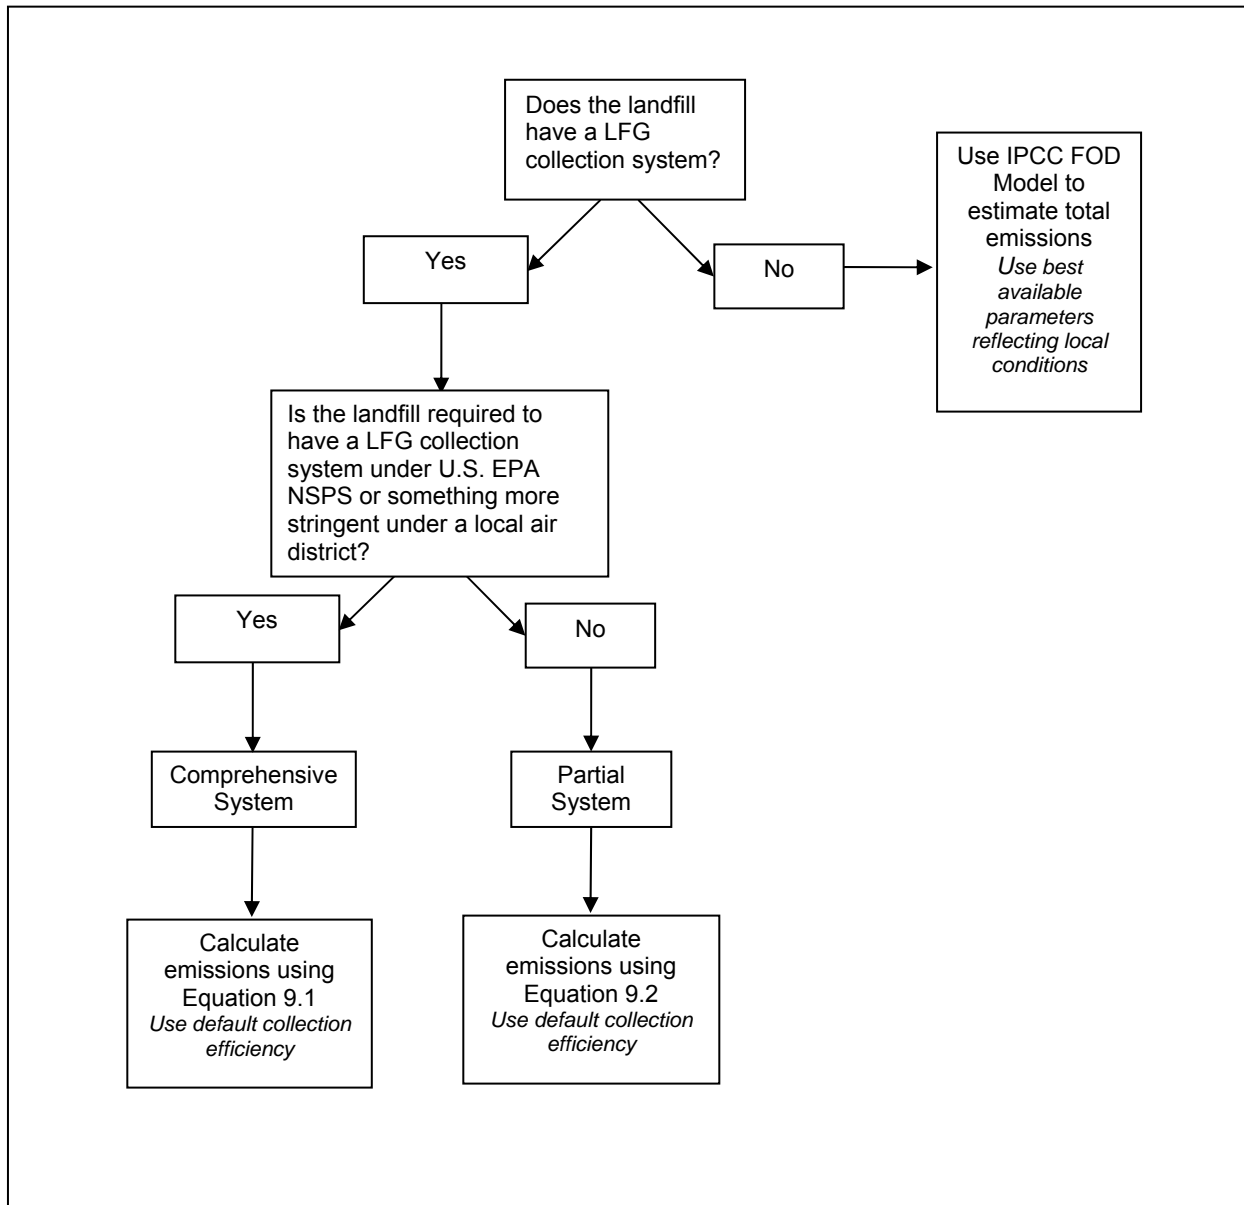 Does the landfill
have a LFG
collection system?
Use IPCC FOD
Model to
estimate total
emissions
Use best
available
parameters
reflecting local
conditions
Yes
No
Is the landfill required to
have a LFG collection
system under U.S. EPA
NSPS or something more
stringent under a local air
district?
Yes
No
Comprehensive
System
Partial
System
Calculate
emissions using
Equation 9.1
Use default collection
efficiency
Calculate
emissions using
Equation 9.2
Use default collection
efficiency